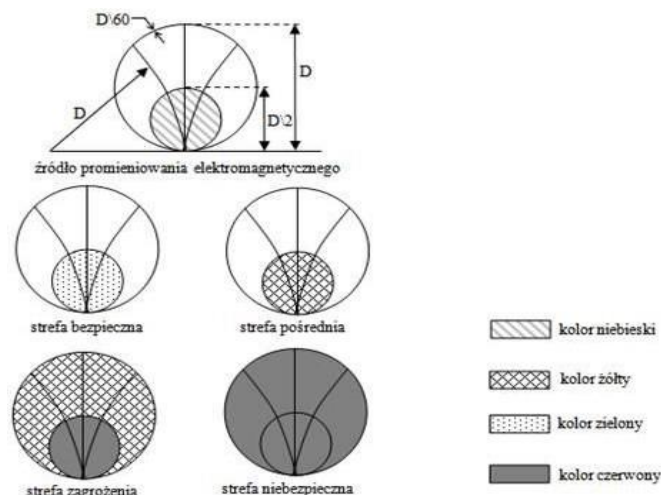 D\60
D
D
D\2
źródło promieniowania elektromagnetycznego
strefa bezpieczna
strefa pośrednia
kolor niebieski
kolor żółty
kolor zielony
kolor czerwony
strefa zagrożenia
strefa niebezpieczna